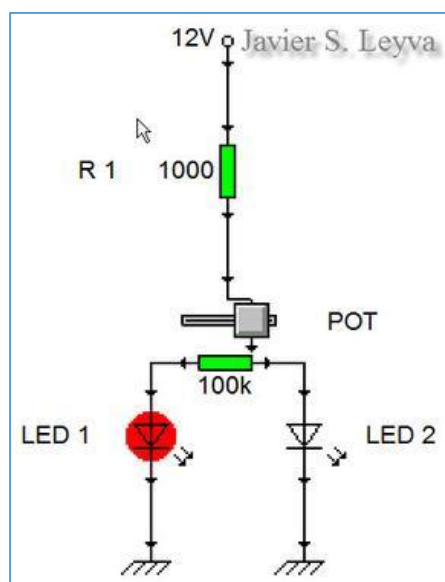 12V Javier S. Leyva
R 1 1000
POT
100k
LED 1 LED 2